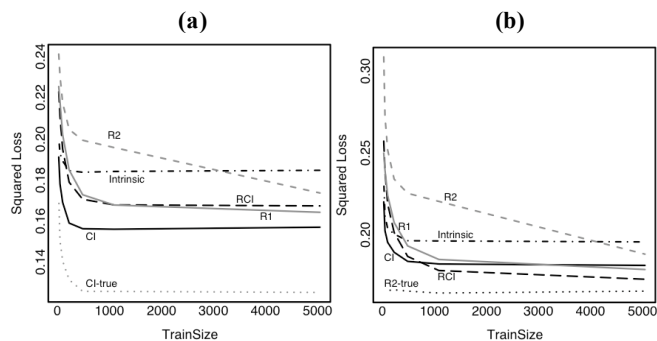 (a)
0.24
0.22
0.20
0.18
0.16
0.14
Squared Loss
R2
Intrinsic
RCI
R1
CI
CI-true
0 1000 2000 3000 4000 5000
TrainSize
(b)
0.30
0.25
0.20
Squared Loss
R2
R1
Intrinsic
CI
RCI
R2-true
0 1000 2000 3000 4000 5000
TrainSize